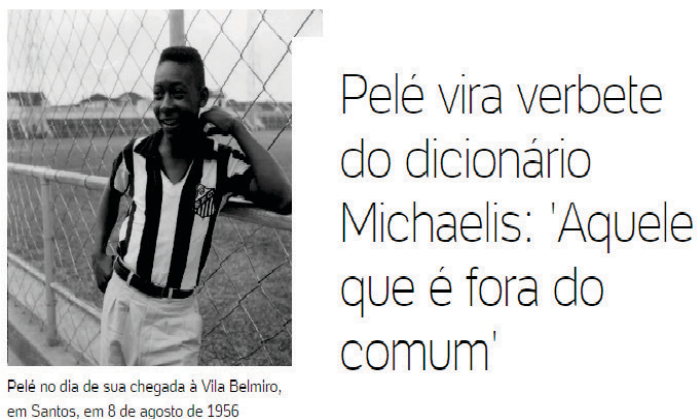 Pelé vira verbete
do dicionário
Michaelis: 'Aquele
que é fora do
comum'
Pelé no dia de sua chegada à Vila Belmiro,
em Santos, em 8 de agosto de 1956